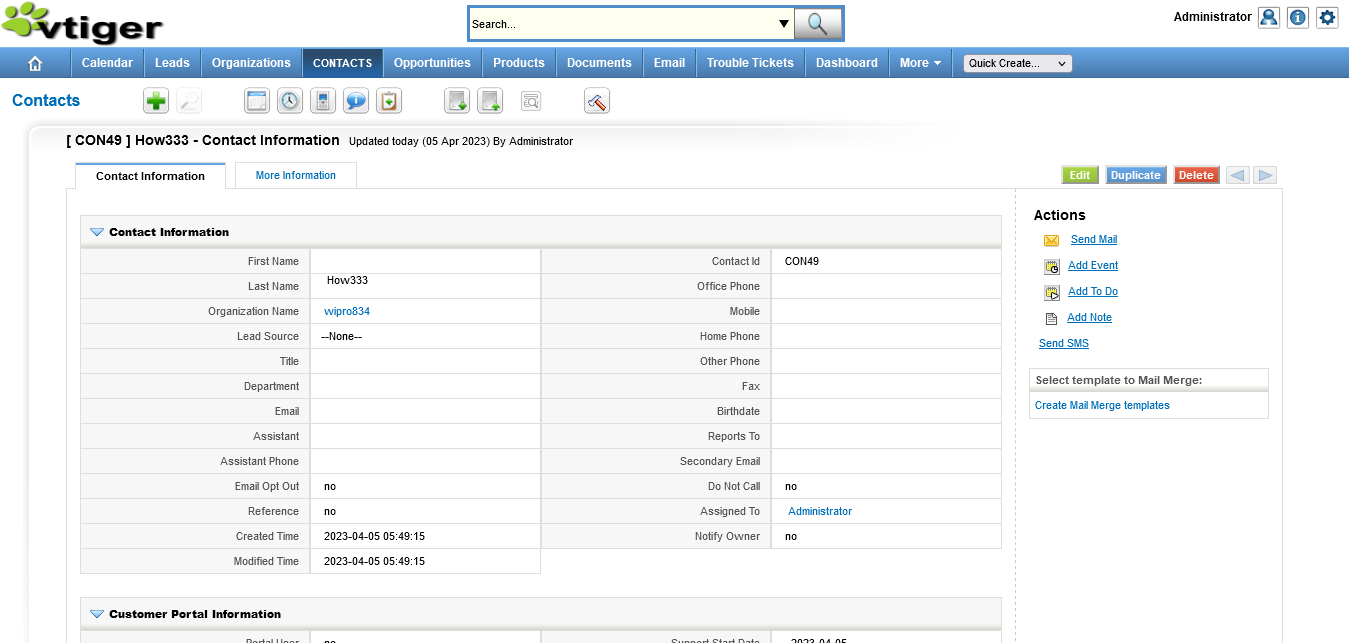 vtiger
Search...
Administrator
Calendar Leads Organizations CONTACTS Opportunities Products Documents Email Trouble Tickets Dashboard More Quick Create...
Contacts
[ CON49 ] How333 - Contact Information Updated today (05 Apr 2023) By Administrator
Contact Information More Information
Edit Duplicate Delete
Contact Information
First Name Contact Id CON49
Last Name How333 Office Phone
Organization Name wipro834 Mobile
Lead Source --None-- Home Phone
Title Other Phone
Department Fax
Email Birthdate
Assistant Reports To
Assistant Phone Secondary Email
Email Opt Out no Do Not Call no
Reference no Assigned To Administrator
Created Time 2023-04-05 05:49:15 Notify Owner no
Modified Time 2023-04-05 05:49:15
Customer Portal Information
Portal User no Support Start Date 2023-04-05
Actions
Send Mail
Add Event
Add To Do
Add Note
Send SMS
Select template to Mail Merge:
Create Mail Merge templates